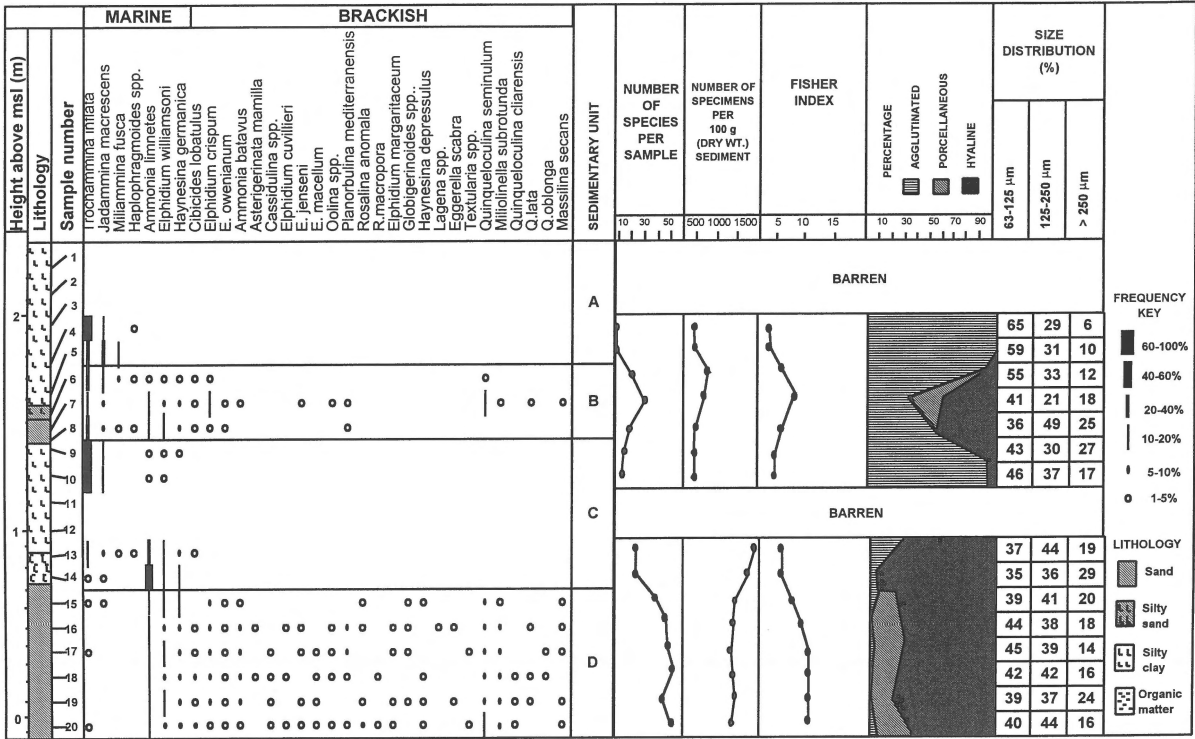 MARINE
BRACKISH
Height above msl (m)
Lithology
Sample number
Trochammina inflata
Jadammina macrescens
Miliammina fusca
Haplophragmoides spp.
Ammonia limnetes
Elphidium williamsoni
Haynesina germanica
Cibicides lobatulus
Elphidium crispum
E. owenianum
Ammonia batavus
Asterigerinata mamilla
Cassidulina spp.
Elphidium cuvillieri
E. jenseni
E. macellum
Oolina spp.
Planorbulina mediterranensis
Rosalina anomala
R.macropora
Elphidium margaritaceum
Globigerinoides spp..
Haynesina depressulus
Lagena spp.
Eggerella scabra
Textularia spp.
Quinqueloculina seminulum
Miliolinella subrotunda
Quinqueloculina cliarensis
Q.lata
Q.oblonga
Massilina secans
SEDIMENTARY UNIT
NUMBER
OF
SPECIES
PER
SAMPLE
NUMBER OF
SPECIMENS
PER
100 g
(DRY WT.)
SEDIMENT
FISHER
INDEX
PERCENTAGE
AGGLUTINATED
PORCELLANEOUS
HYALINE
SIZE
DISTRIBUTION
(%)
63-125 µm
125-250 µm
> 250 µm
10 30 50
500 1000 1500
5 10 15
10 30 50 70 90
2
1
0
1
2
3
4
5
6
7
8
9
10
11
12
13
14
15
16
17
18
19
20
A
B
C
D
BARREN
65 29 6
59 31 10
55 33 12
41 21 18
36 49 25
43 30 27
46 37 17
BARREN
37 44 19
35 36 29
39 41 20
44 38 18
45 39 14
42 42 16
39 37 24
40 44 16
FREQUENCY
KEY
60-100%
40-60%
20-40%
10-20%
5-10%
1-5%
LITHOLOGY
Sand
Silty
sand
Silty
clay
Organic
matter